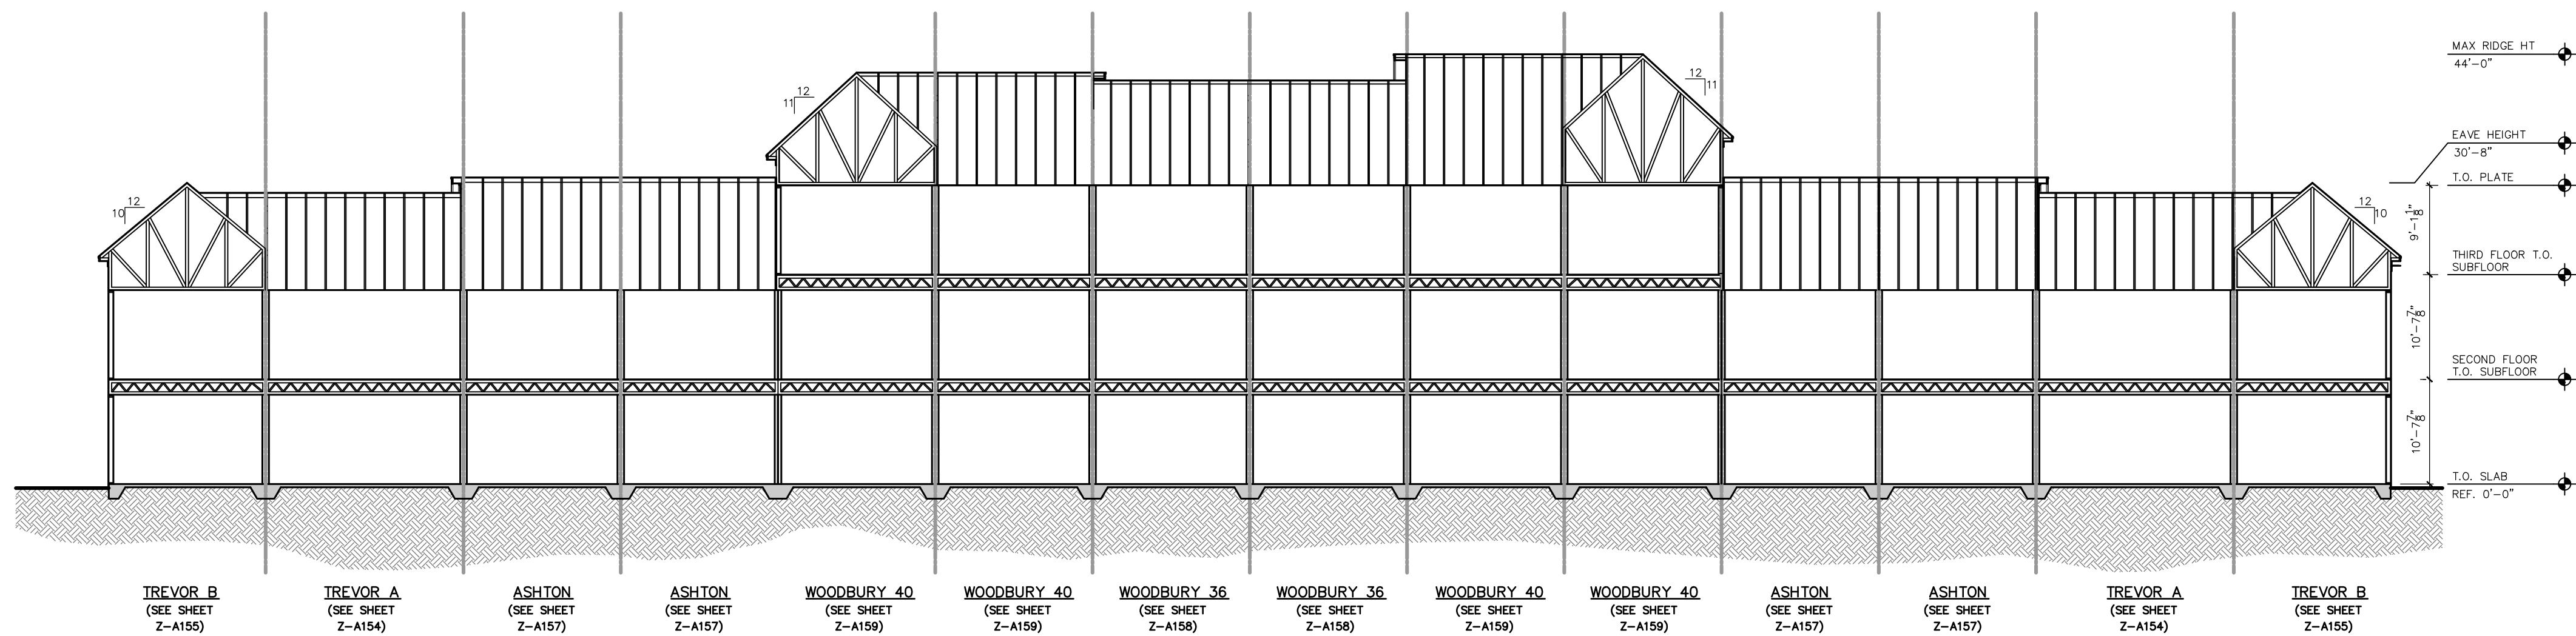 MAX RIDGE HT
44'-0"
12
11
12
11
EAVE HEIGHT
30'-8"
T.O. PLATE
12
10
12
10
9'-1 1/8"
THIRD FLOOR T.O.
SUBFLOOR
10'-7 7/8"
SECOND FLOOR
T.O. SUBFLOOR
10'-7 7/8"
T.O. SLAB
REF. 0'-0"
TREVOR B
(SEE SHEET
Z-A155)
TREVOR A
(SEE SHEET
Z-A154)
ASHTON
(SEE SHEET
Z-A157)
ASHTON
(SEE SHEET
Z-A157)
WOODBURY 40
(SEE SHEET
Z-A159)
WOODBURY 40
(SEE SHEET
Z-A159)
WOODBURY 36
(SEE SHEET
Z-A158)
WOODBURY 36
(SEE SHEET
Z-A158)
WOODBURY 40
(SEE SHEET
Z-A159)
WOODBURY 40
(SEE SHEET
Z-A159)
ASHTON
(SEE SHEET
Z-A157)
ASHTON
(SEE SHEET
Z-A157)
TREVOR A
(SEE SHEET
Z-A154)
TREVOR B
(SEE SHEET
Z-A155)